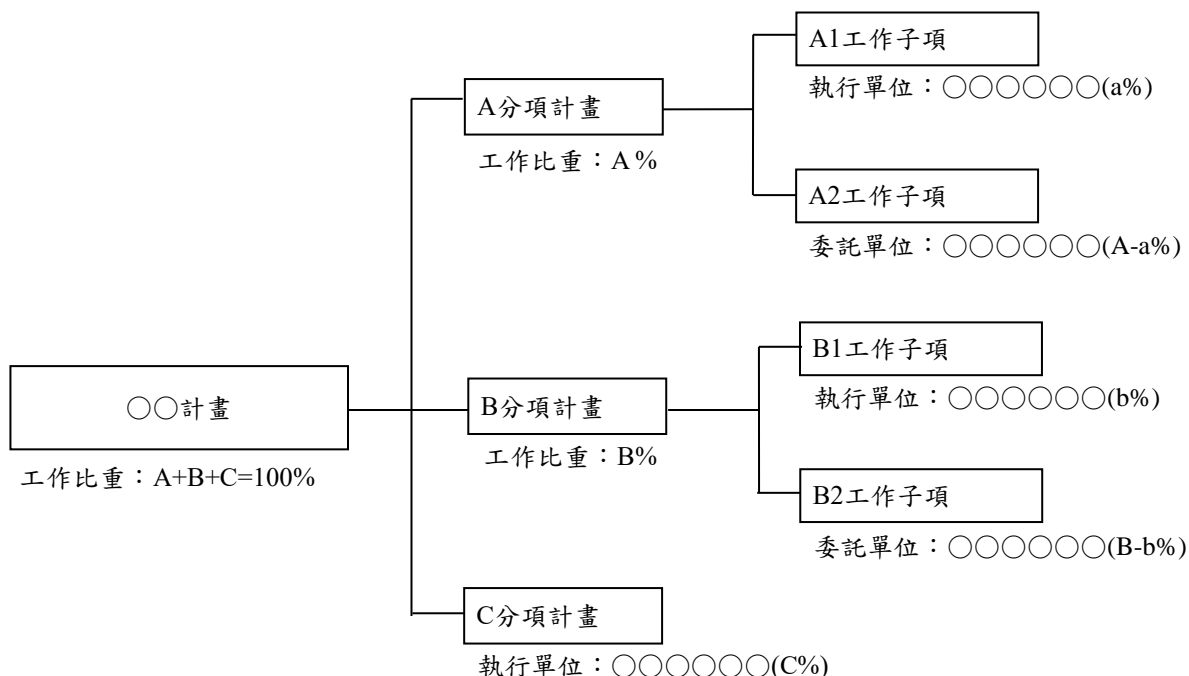 A1工作子項
執行單位：○○○○○○(a%)
A分項計畫
工作比重：A%
A2工作子項
委託單位：○○○○○○(A-a%)
B1工作子項
執行單位：○○○○○○(b%)
○○計畫
工作比重：A+B+C=100%
B分項計畫
工作比重：B%
B2工作子項
委託單位：○○○○○○(B-b%)
C分項計畫
執行單位：○○○○○○(C%)